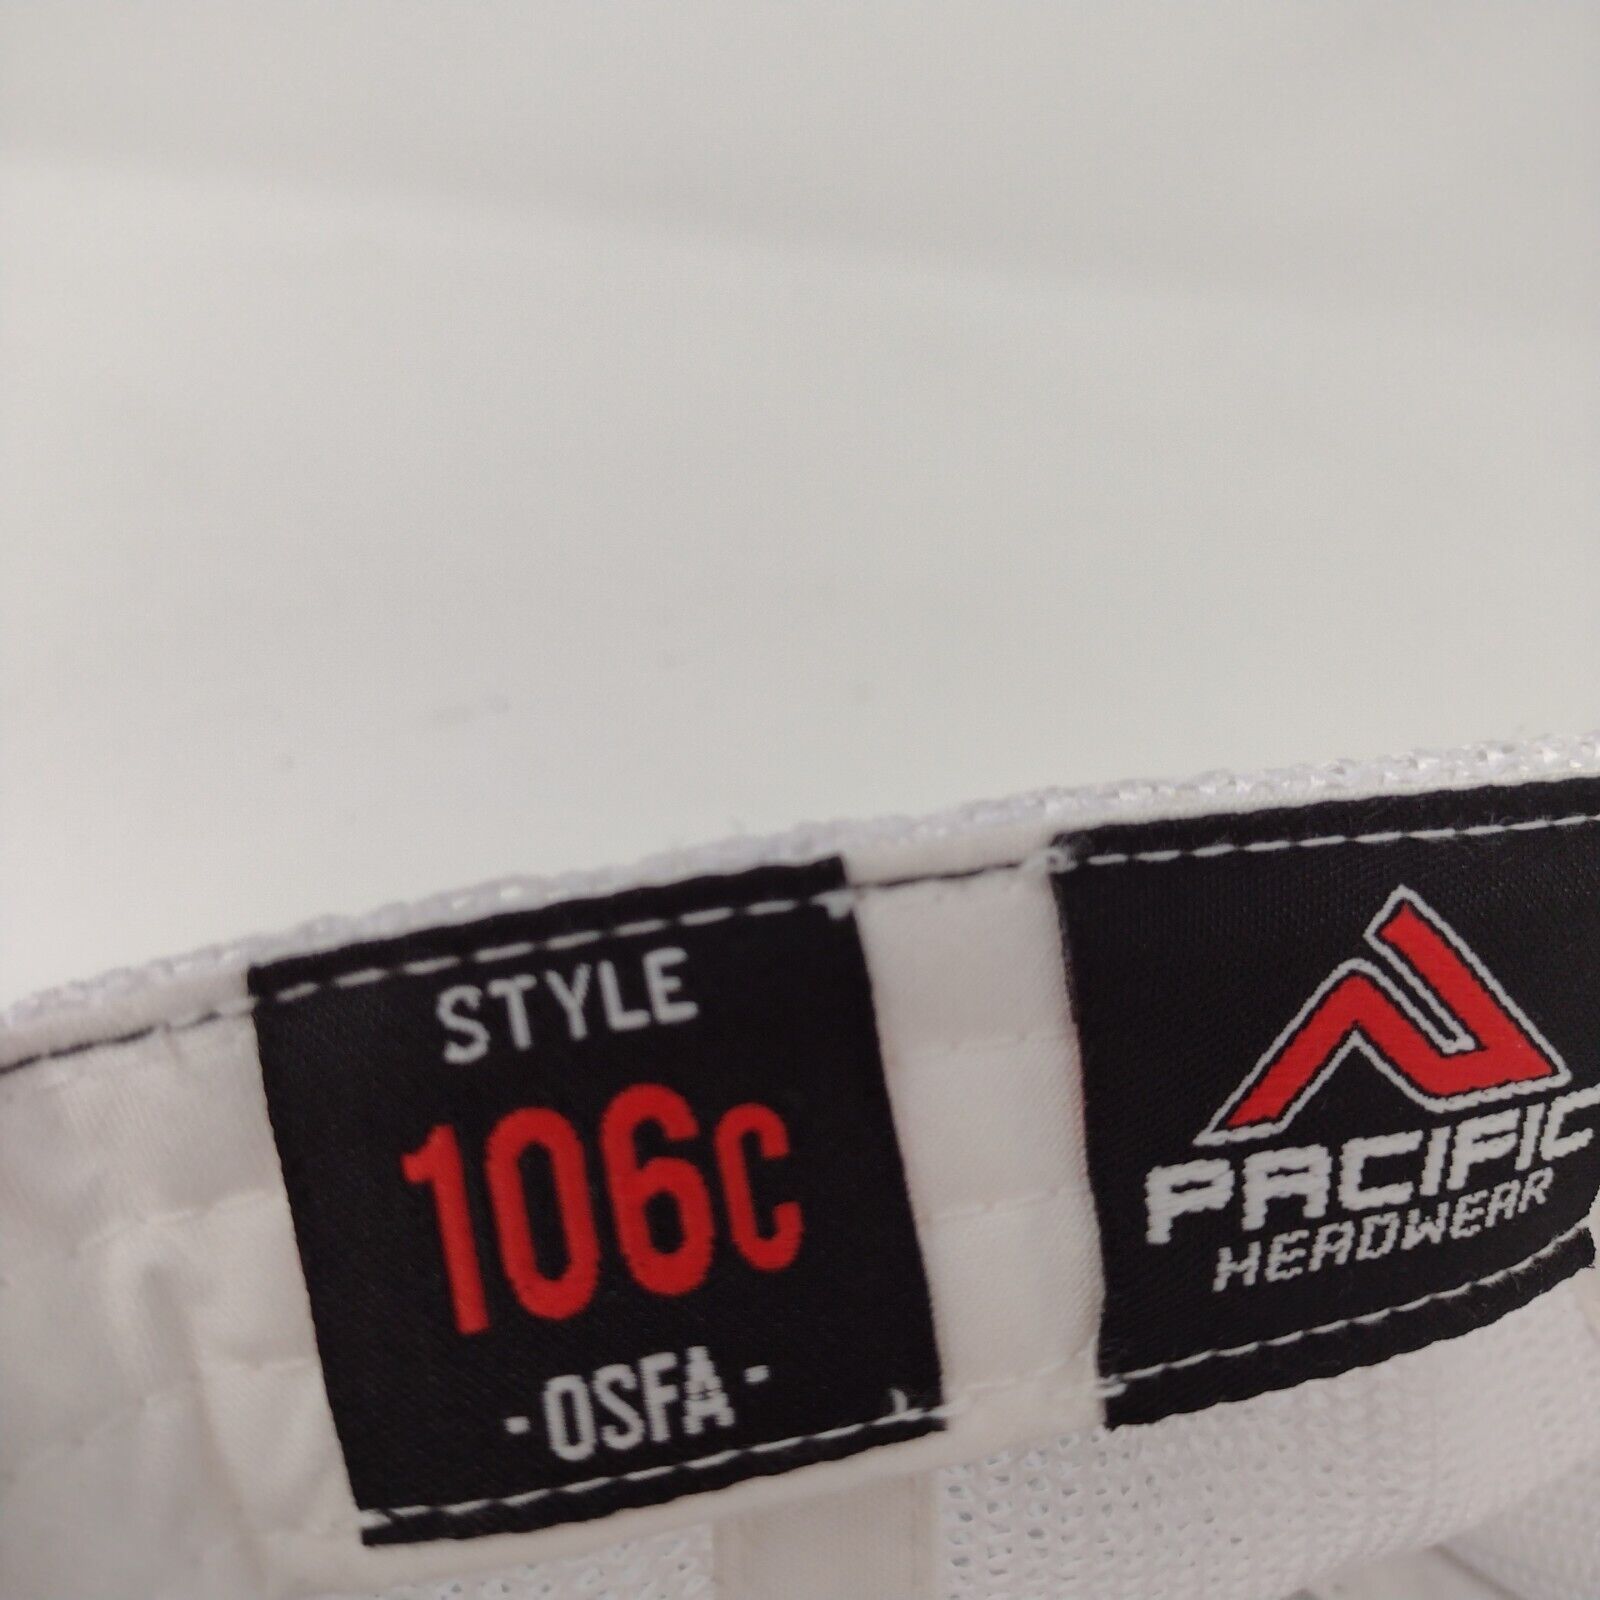 STYLE
106C
-OSFA-
PACIFIC
HEADWEAR